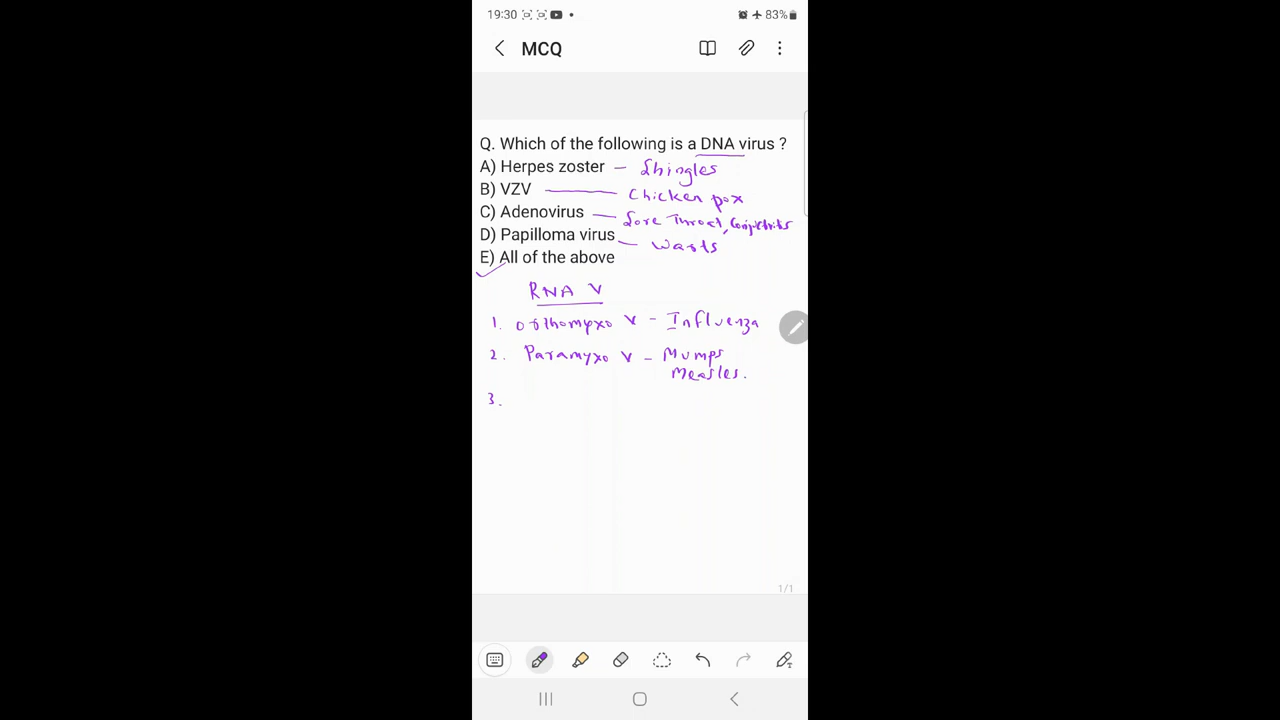 19:30 83%
MCQ
Q. Which of the following is a DNA virus ?
A) Herpes zoster – Shingles
B) VZV — Chicken pox
C) Adenovirus — Sore Throat, Conjuctivitis
D) Papilloma virus — Warts
E) All of the above
RNA V
1. Orthomyxo V – Influenza
2. Paramyxo V – Mumps
Measles.
3.
1/1